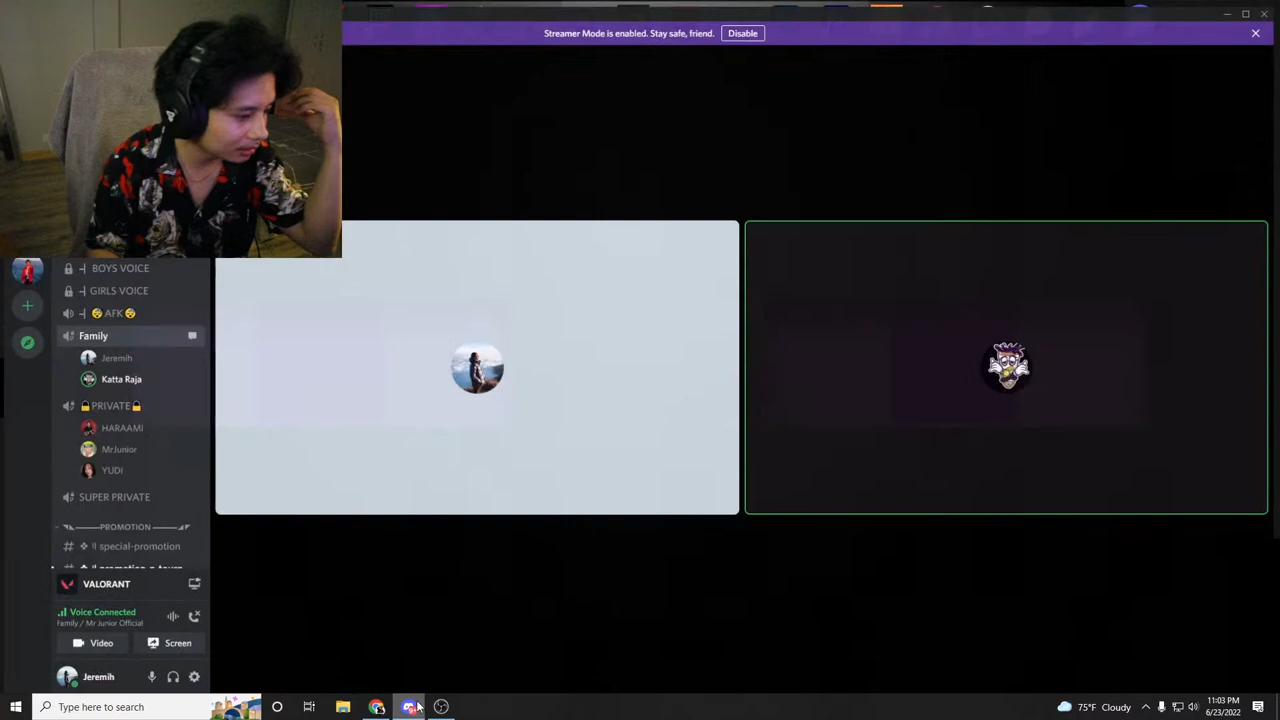 Streamer Mode is enabled. Stay safe, friend.
Disable
BOYS VOICE
GIRLS VOICE
AFK
Family
Jeremih
Katta Raja
PRIVATE
HARAAMI
MrJunior
YUDI
SUPER PRIVATE
PROMOTION
special-promotion
VALORANT
Voice Connected
Family / Mr Junior Official
Video
Screen
Jeremih
Type here to search
75°F Cloudy
11:03 PM
6/23/2022